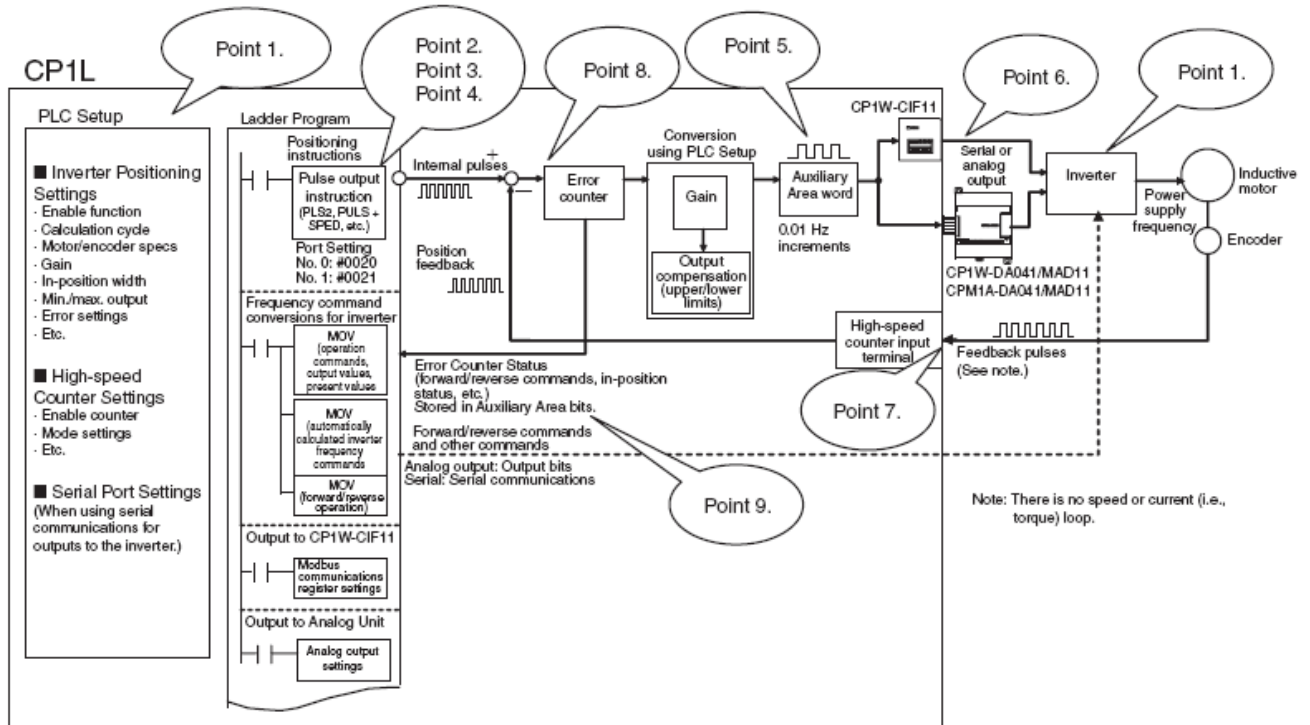 Point 1.
Point 2.
Point 3.
Point 4.
Point 8.
Point 5.
Point 6.
Point 1.
CP1L
PLC Setup
■ Inverter Positioning
Settings
· Enable function
· Calculation cycle
· Motor/encoder specs
· Gain
· In-position width
· Min./max. output
· Error settings
· Etc.
■ High-speed
Counter Settings
· Enable counter
· Mode settings
· Etc.
■ Serial Port Settings
(When using serial
communications for
outputs to the inverter.)
Ladder Program
Positioning
instructions
Pulse output
instruction
(PLS2, PULS +
SPED, etc.)
Port Setting
No. 0: #0020
No. 1: #0021
Frequency command
conversions for inverter
MOV
(operation
commands,
output values,
present values)
MOV
(automatically
calculated inverter
frequency
commands
MOV
(forward/reverse
operation)
Output to CP1W-CIF11
Modbus
communications
register settings
Output to Analog Unit
Analog output
settings
Internal pulses
+
−
Position
feedback
Error
counter
Conversion
using PLC Setup
Gain
Output
compensation
(upper/lower
limits)
Auxiliary
Area word
0.01 Hz
increments
CP1W-CIF11
Serial or
analog
output
CP1W-DA041/MAD11
CPM1A-DA041/MAD11
Inverter
Power
supply
frequency
Inductive
motor
Encoder
High-speed
counter input
terminal
Feedback pulses
(See note.)
Point 7.
Error Counter Status
(forward/reverse commands, in-position
status, etc.)
Stored in Auxiliary Area bits.
Forward/reverse commands
and other commands
Analog output: Output bits
Serial: Serial communications
Point 9.
Note: There is no speed or current (i.e.,
torque) loop.